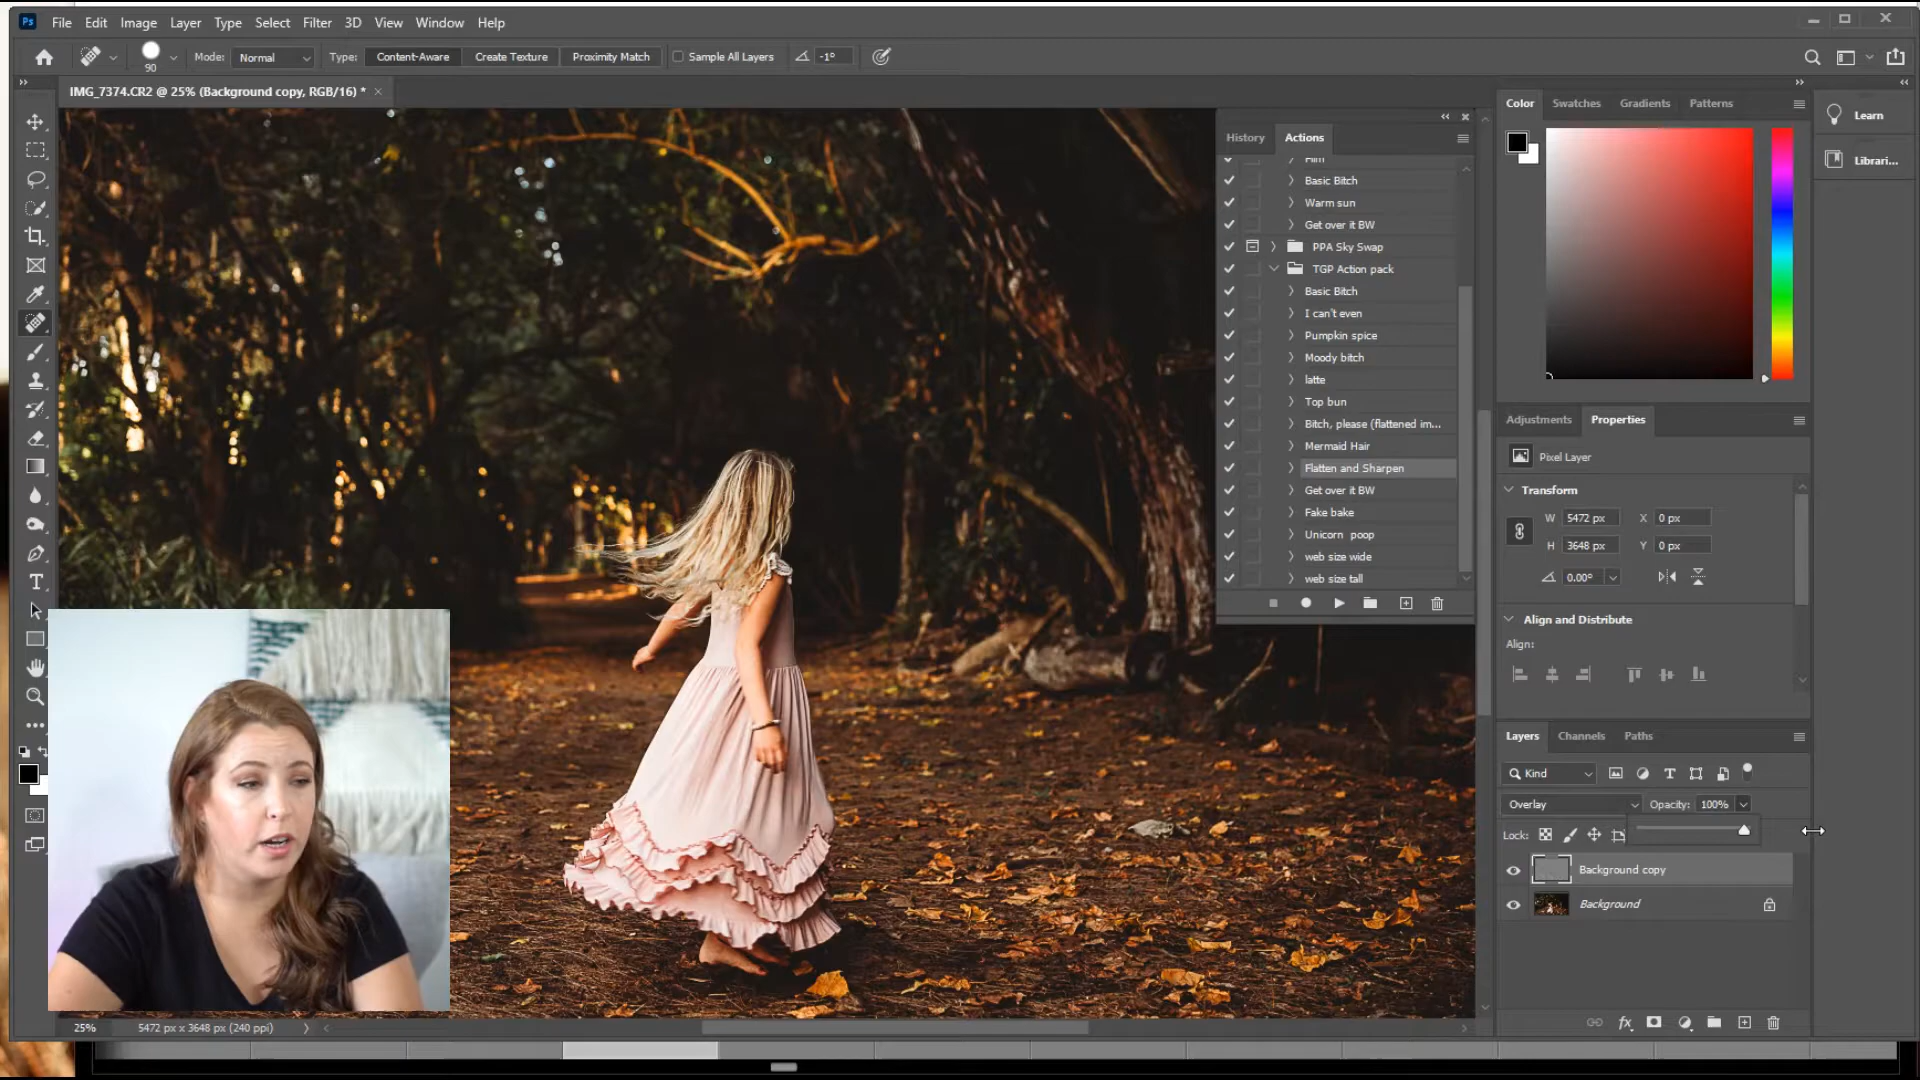 Ps File Edit Image Layer Type Select Filter 3D View Window Help
90 Mode: Normal Type: Content-Aware Create Texture Proximity Match Sample All Layers -1°
IMG_7374.CR2 @ 25% (Background copy, RGB/16) * ×
History Actions
Film
Basic Bitch
Warm sun
Get over it BW
PPA Sky Swap
TGP Action pack
Basic Bitch
I can't even
Pumpkin spice
Moody bitch
latte
Top bun
Bitch, please (flattened im...
Mermaid Hair
Flatten and Sharpen
Get over it BW
Fake bake
Unicorn poop
web size wide
web size tall
Color Swatches Gradients Patterns
Learn
Librari...
Adjustments Properties
Pixel Layer
Transform
W 5472 px X 0 px
H 3648 px Y 0 px
0.00°
Align and Distribute
Align:
Layers Channels Paths
Kind
Overlay Opacity: 100%
Lock:
Background copy
Background
fx
25% 5472 px x 3648 px (240 ppi)